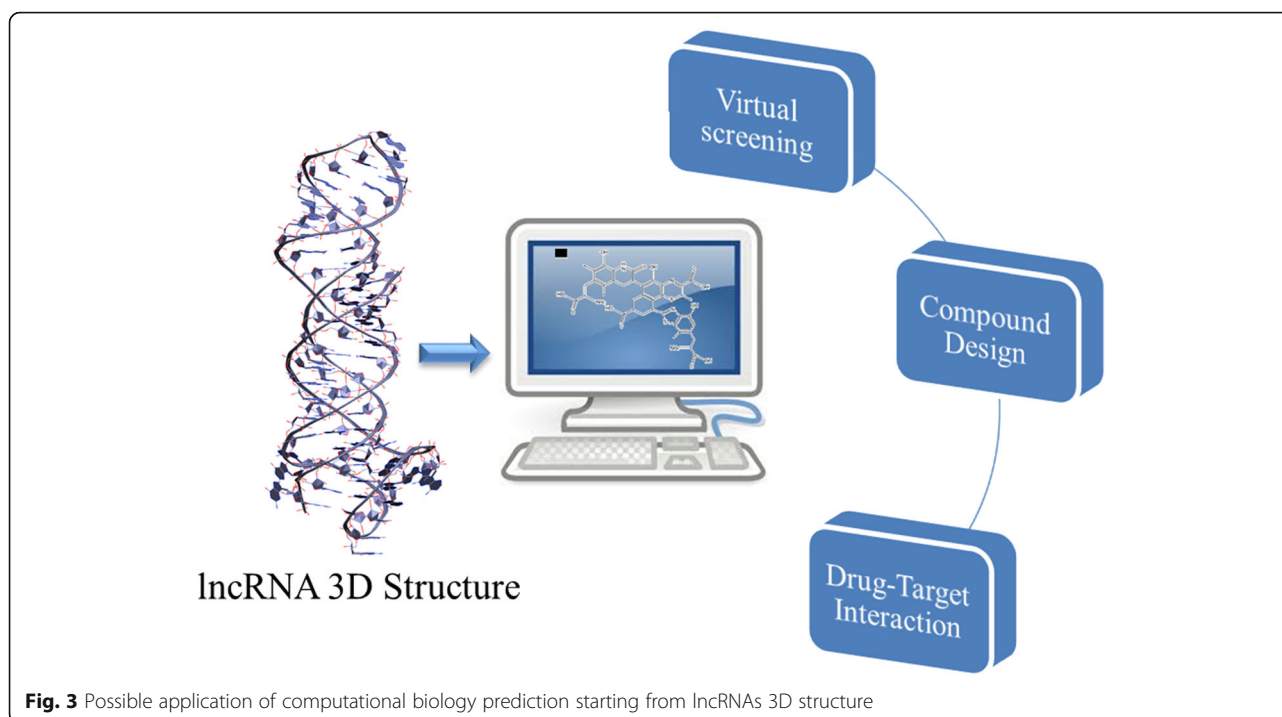 Virtual
screening
Compound
Design
Drug-Target
Interaction
lncRNA 3D Structure
Fig. 3 Possible application of computational biology prediction starting from lncRNAs 3D structure